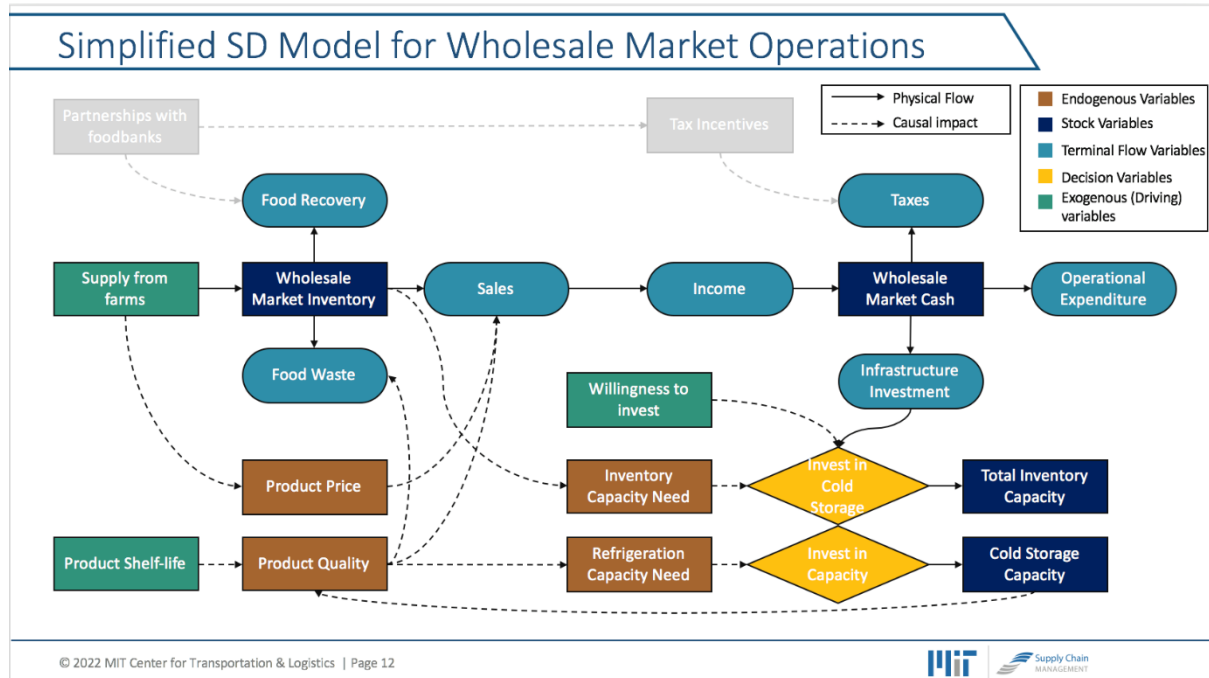 Simplified SD Model for Wholesale Market Operations
Partnerships with
foodbanks
Tax Incentives
Physical Flow
Causal impact
Endogenous Variables
Stock Variables
Terminal Flow Variables
Decision Variables
Exogenous (Driving)
variables
Food Recovery
Taxes
Supply from
farms
Wholesale
Market Inventory
Sales
Income
Wholesale
Market Cash
Operational
Expenditure
Food Waste
Willingness to
invest
Infrastructure
Investment
Product Price
Inventory
Capacity Need
Invest in
Cold
Storage
Total Inventory
Capacity
Product Shelf-life
Product Quality
Refrigeration
Capacity Need
Invest in
Capacity
Cold Storage
Capacity
© 2022 MIT Center for Transportation & Logistics | Page 12
MIT
Supply Chain
MANAGEMENT